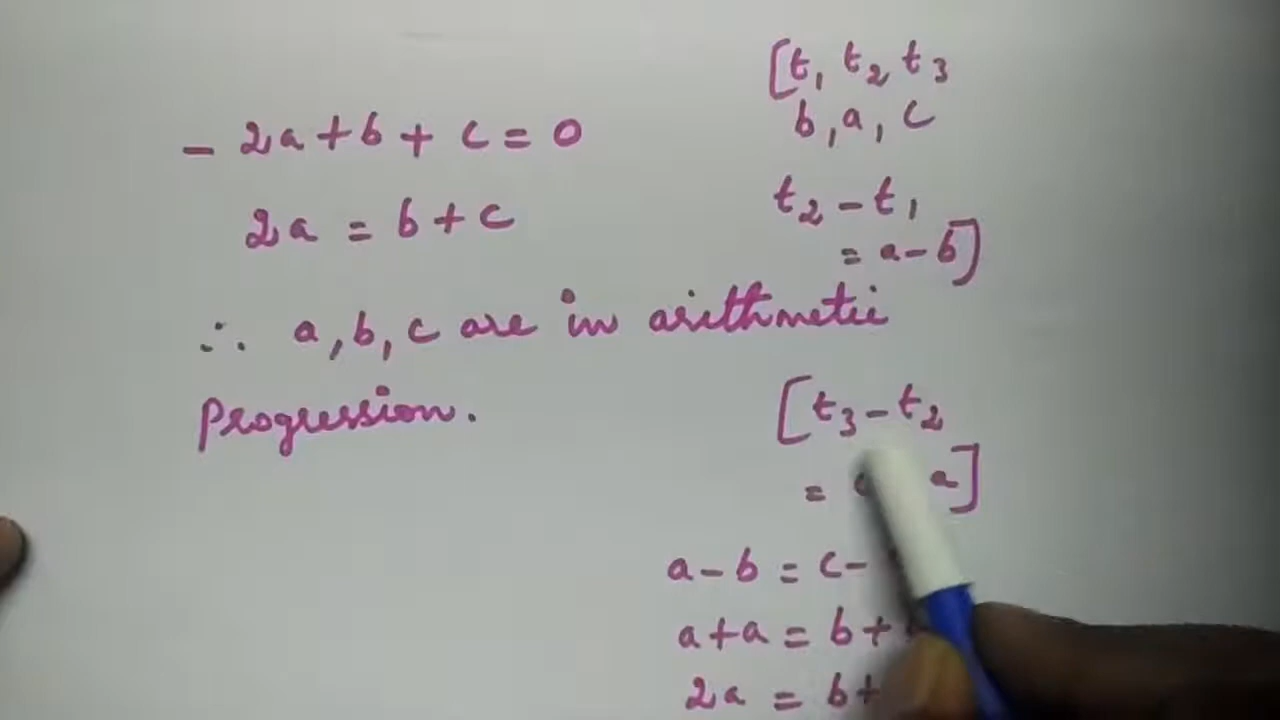 - 2a + b + c = 0
2a = b + c
∴ a, b, c are in arithmetic
Progression.
[t₁ t₂ t₃
b, a, c
t₂ - t₁
= a - b]
[t₃ - t₂
= a]
a - b = c -
a + a = b +
2a = b +